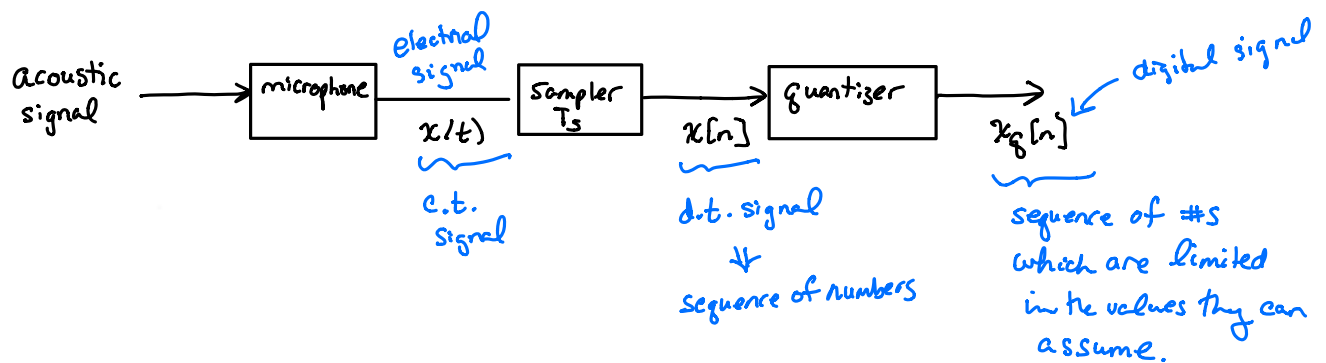 acoustic
signal
microphone
electrial
signal
x(t)
c.t.
signal
sampler
Ts
x[n]
d.t. signal
sequence of numbers
quantizer
digital signal
xq[n]
sequence of #s
which are limited
in the values they can
assume.